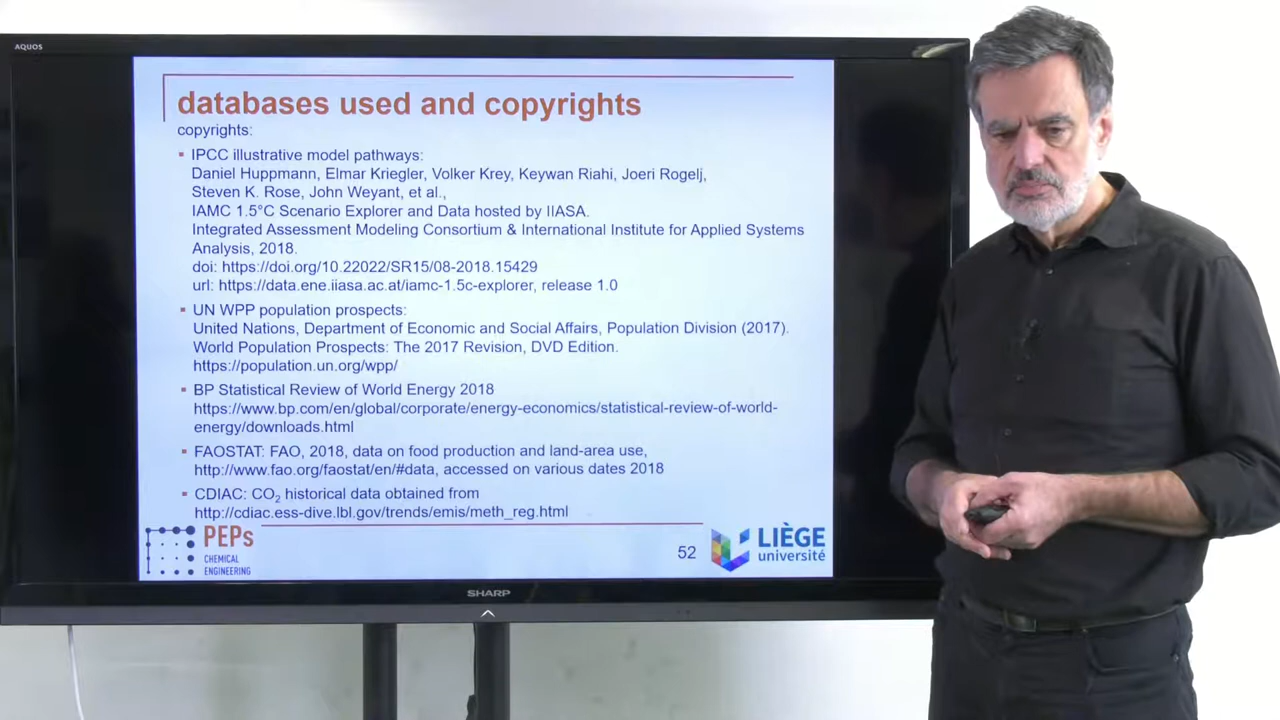 AQUOS
databases used and copyrights
copyrights:
▪ IPCC illustrative model pathways:
Daniel Huppmann, Elmar Kriegler, Volker Krey, Keywan Riahi, Joeri Rogelj,
Steven K. Rose, John Weyant, et al.,
IAMC 1.5°C Scenario Explorer and Data hosted by IIASA.
Integrated Assessment Modeling Consortium & International Institute for Applied Systems
Analysis, 2018.
doi: https://doi.org/10.22022/SR15/08-2018.15429
url: https://data.ene.iiasa.ac.at/iamc-1.5c-explorer, release 1.0
▪ UN WPP population prospects:
United Nations, Department of Economic and Social Affairs, Population Division (2017).
World Population Prospects: The 2017 Revision, DVD Edition.
https://population.un.org/wpp/
▪ BP Statistical Review of World Energy 2018
https://www.bp.com/en/global/corporate/energy-economics/statistical-review-of-world-
energy/downloads.html
▪ FAOSTAT: FAO, 2018, data on food production and land-area use,
http://www.fao.org/faostat/en/#data, accessed on various dates 2018
▪ CDIAC: CO₂ historical data obtained from
http://cdiac.ess-dive.lbl.gov/trends/emis/meth_reg.html
PEPs
CHEMICAL
ENGINEERING
52
LIÈGE
université
SHARP